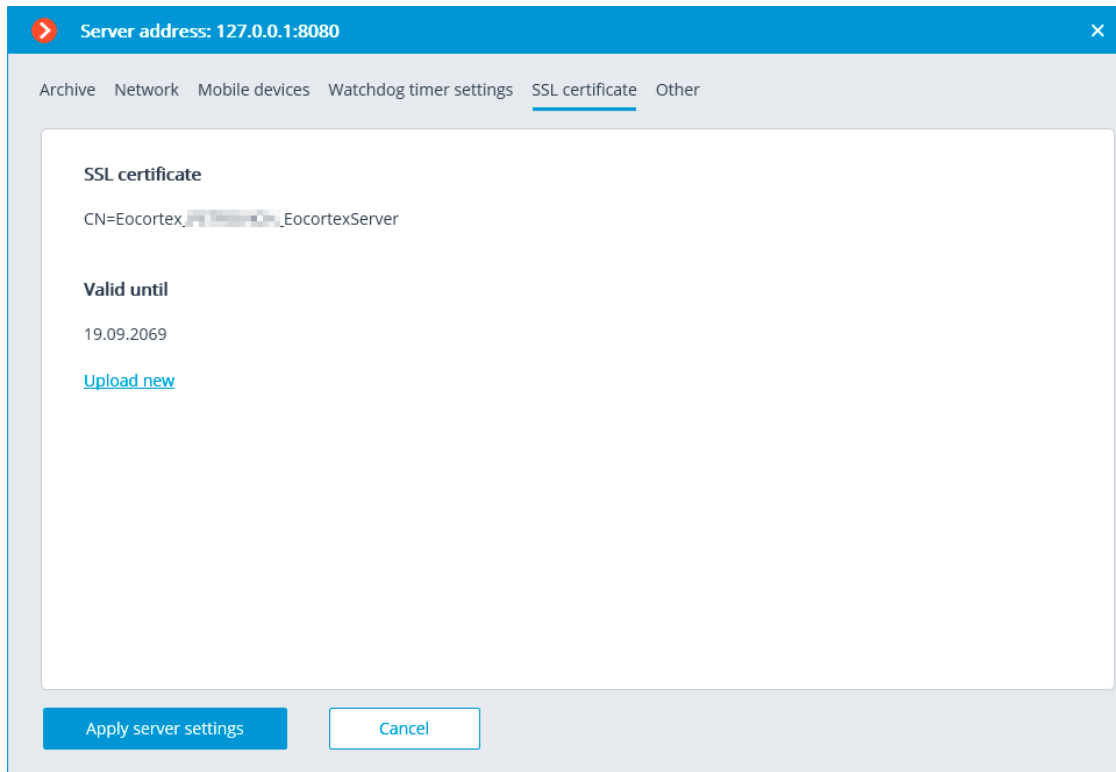 Server address: 127.0.0.1:8080
Archive Network Mobile devices Watchdog timer settings SSL certificate Other
SSL certificate
CN=Eocortex_ _EocortexServer
Valid until
19.09.2069
Upload new
Apply server settings Cancel